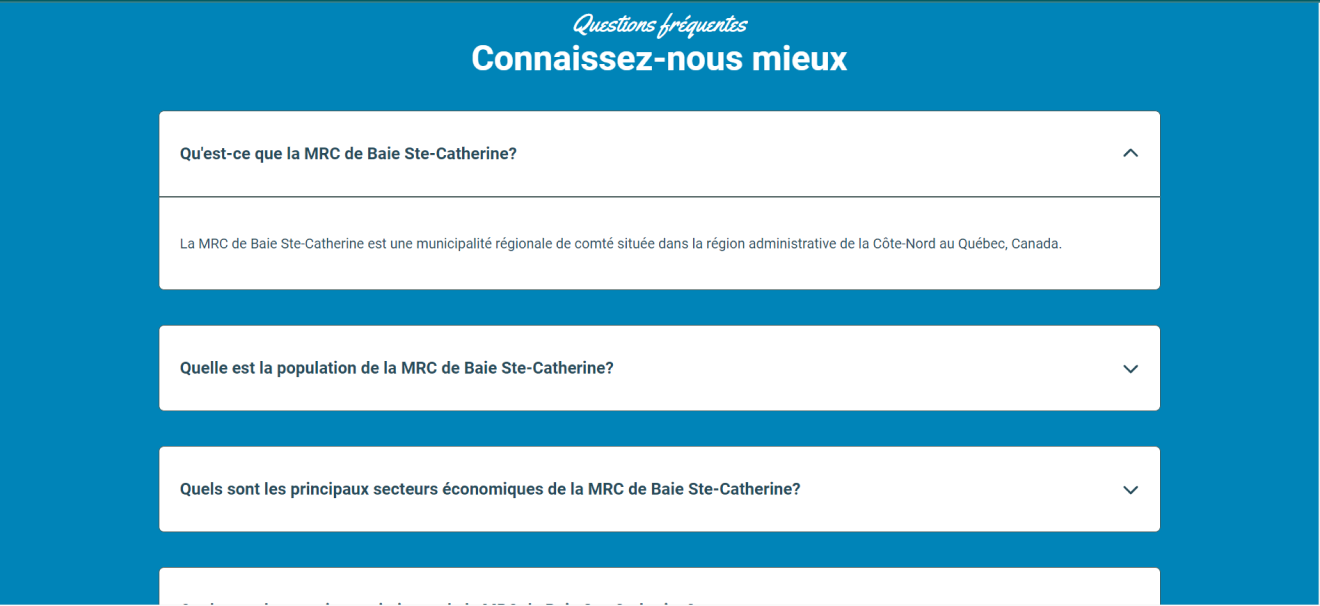 Questions fréquentes
Connaissez-nous mieux
Qu'est-ce que la MRC de Baie Ste-Catherine?
La MRC de Baie Ste-Catherine est une municipalité régionale de comté située dans la région administrative de la Côte-Nord au Québec, Canada.
Quelle est la population de la MRC de Baie Ste-Catherine?
Quels sont les principaux secteurs économiques de la MRC de Baie Ste-Catherine?